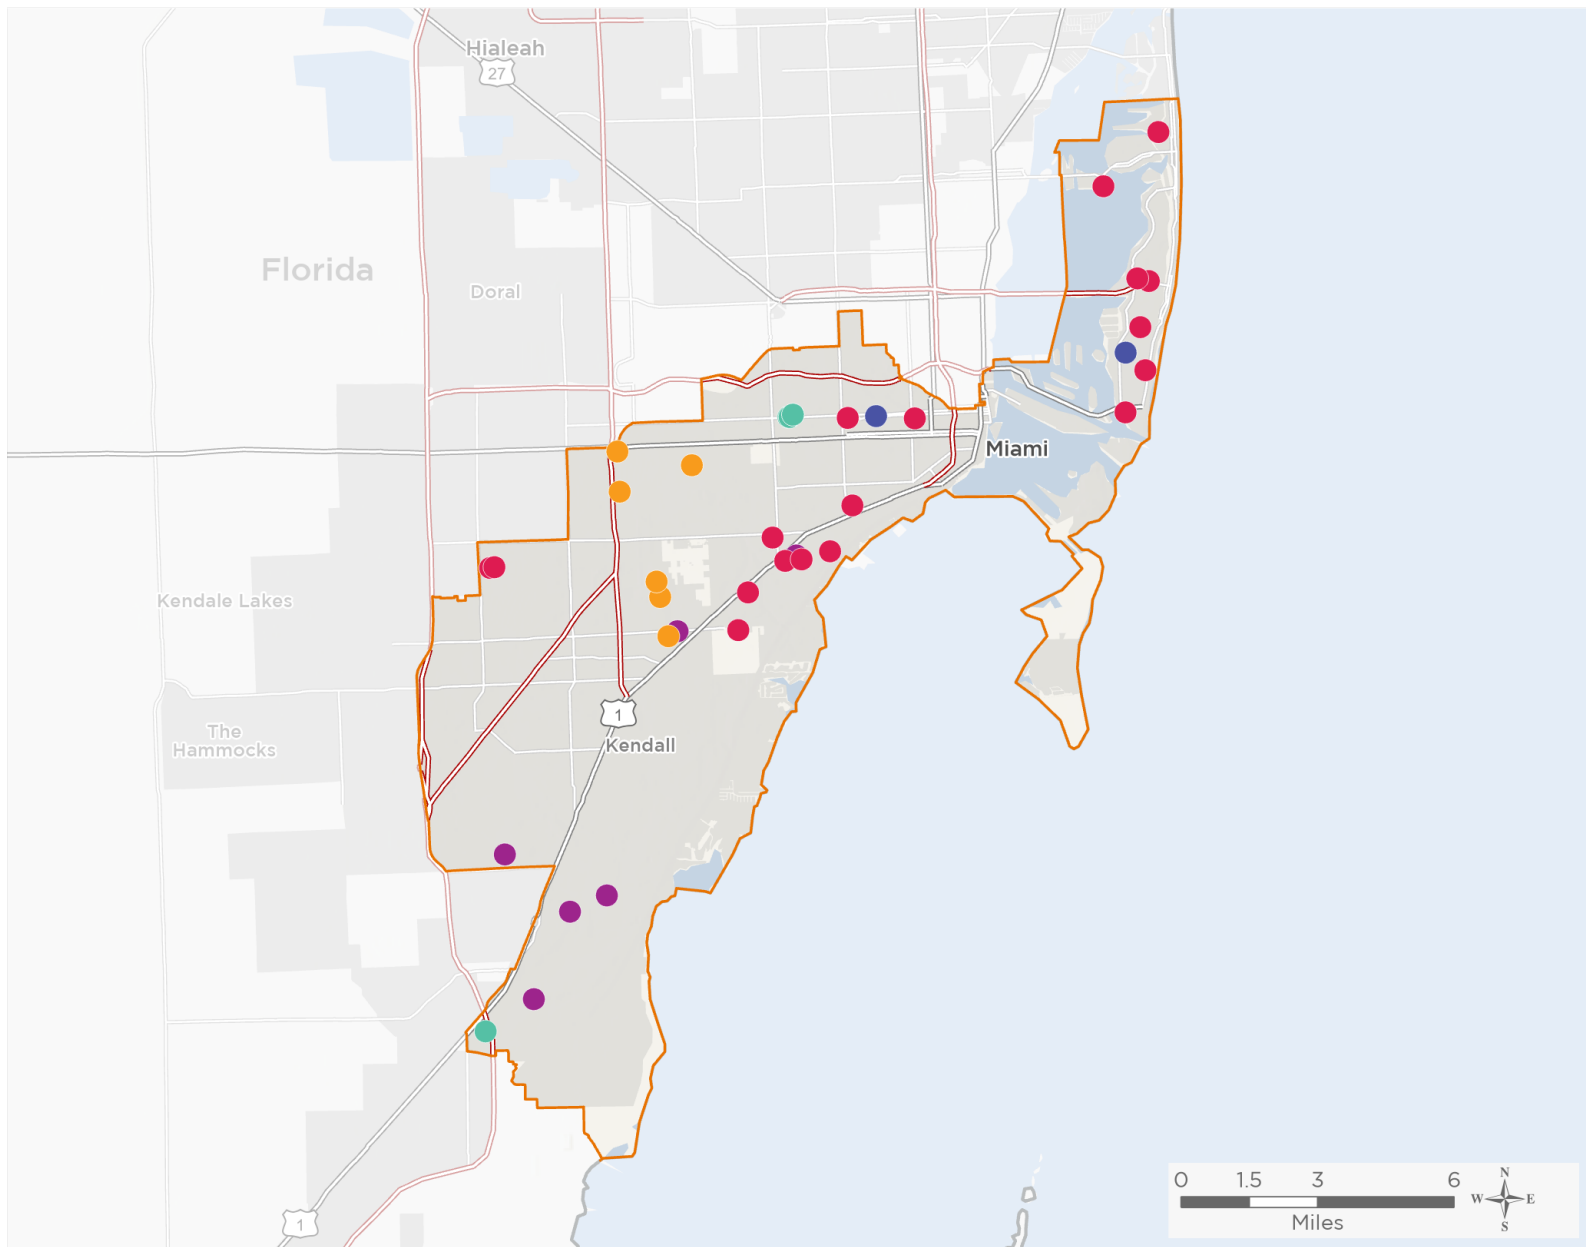 Hialeah
27
Florida
Doral
Miami
Kendale Lakes
1
The
Hammocks
Kendall
0 1.5 3 6
Miles
N
W E
S
1